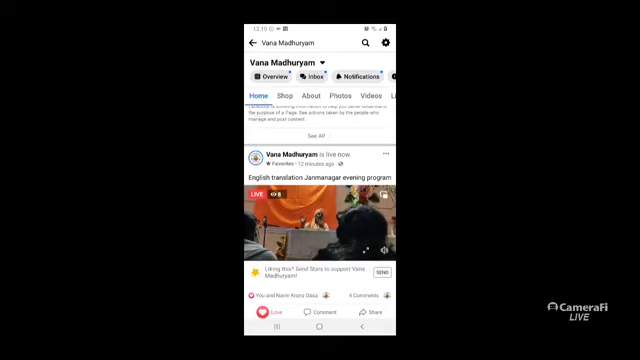 12:10
Vana Madhuryam
Vana Madhuryam
Overview Inbox Notifications
Home Shop About Photos Videos Li
the purpose of a Page. See actions taken by the people who
manage and post content.
See All
Vana Madhuryam is live now.
Favorites • 12 minutes ago
English translation Janmanagar evening program
LIVE 8
Liking this? Send Stars to support Vana
Madhuryam!
SEND
You and Navin Krsna Dasa
4 Comments
Love Comment Share
CameraFi
LIVE